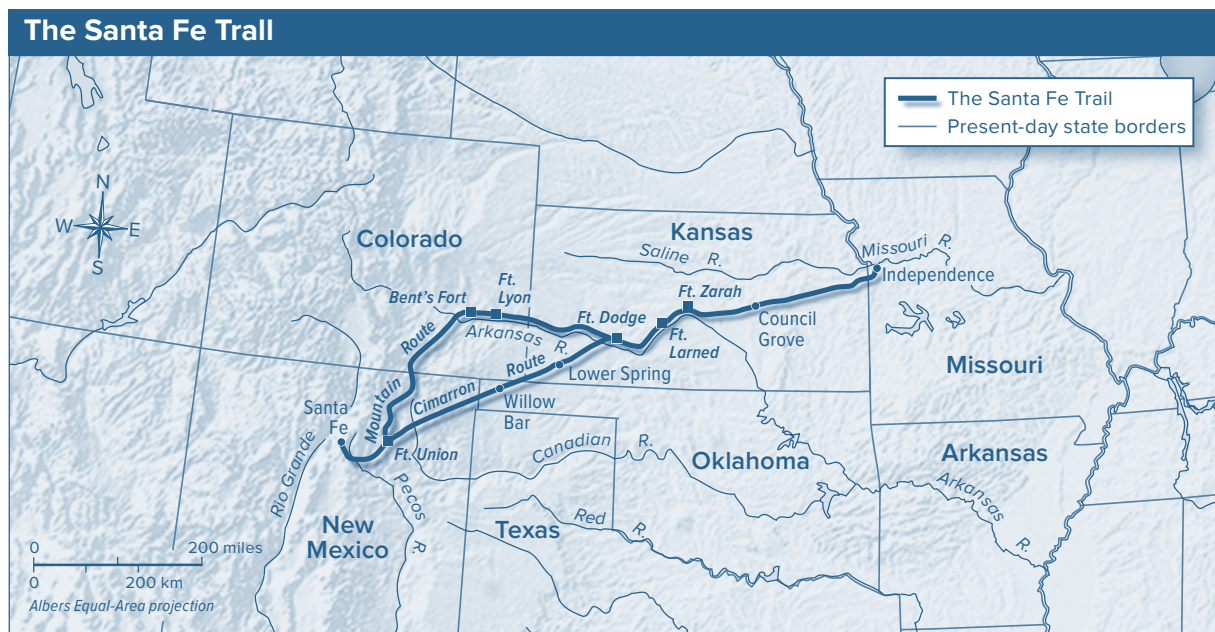 The Santa Fe Trail
The Santa Fe Trail
Present-day state borders
N
W
E
S
Colorado
Kansas
Saline R.
Missouri R.
Independence
Bent's Fort
Ft.
Lyon
Ft. Zarah
Ft. Dodge
Arkansas R.
Ft.
Larned
Council
Grove
Mountain Route
Cimarron Route
Lower Spring
Missouri
Willow
Bar
Santa
Fe
Ft. Union
Canadian R.
Oklahoma
Arkansas
Arkansas R.
Rio Grande
Pecos R.
New
Mexico
Texas
Red R.
0
200 miles
0
200 km
Albers Equal-Area projection